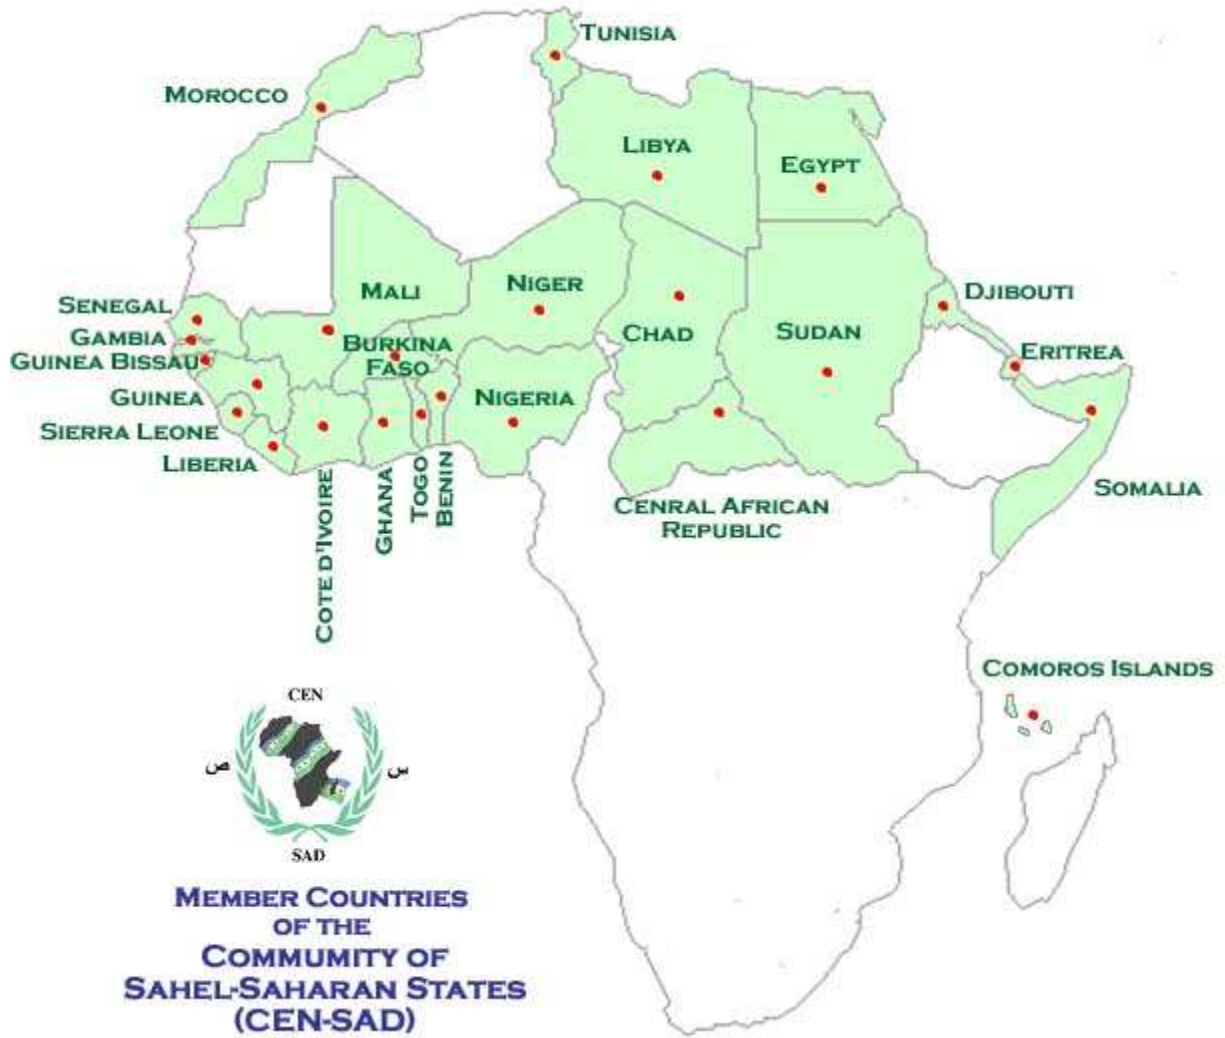 TUNISIA
MOROCCO
LIBYA
EGYPT
MALI
NIGER
CHAD
SUDAN
DJIBOUTI
ERITREA
SENEGAL
GAMBIA
GUINEA BISSAU
GUINEA
SIERRA LEONE
LIBERIA
BURKINA
FASO
NIGERIA
COTE D'IVOIRE
GHANA
TOGO
BENIN
CENRAL AFRICAN
REPUBLIC
SOMALIA
COMOROS ISLANDS
CEN
ص
س
SAD
MEMBER COUNTRIES
OF THE
COMMUMITY OF
SAHEL-SAHARAN STATES
(CEN-SAD)